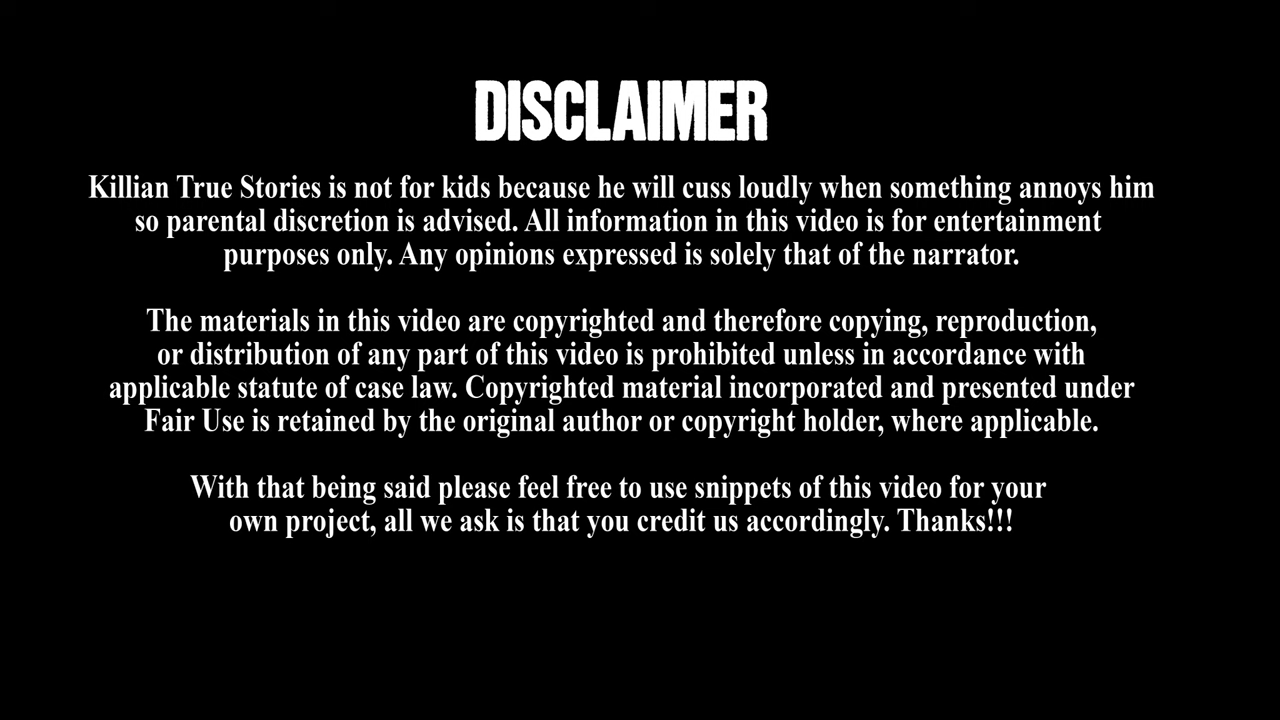 DISCLAIMER
Killian True Stories is not for kids because he will cuss loudly when something annoys him
so parental discretion is advised. All information in this video is for entertainment
purposes only. Any opinions expressed is solely that of the narrator.
The materials in this video are copyrighted and therefore copying, reproduction,
or distribution of any part of this video is prohibited unless in accordance with
applicable statute of case law. Copyrighted material incorporated and presented under
Fair Use is retained by the original author or copyright holder, where applicable.
With that being said please feel free to use snippets of this video for your
own project, all we ask is that you credit us accordingly. Thanks!!!